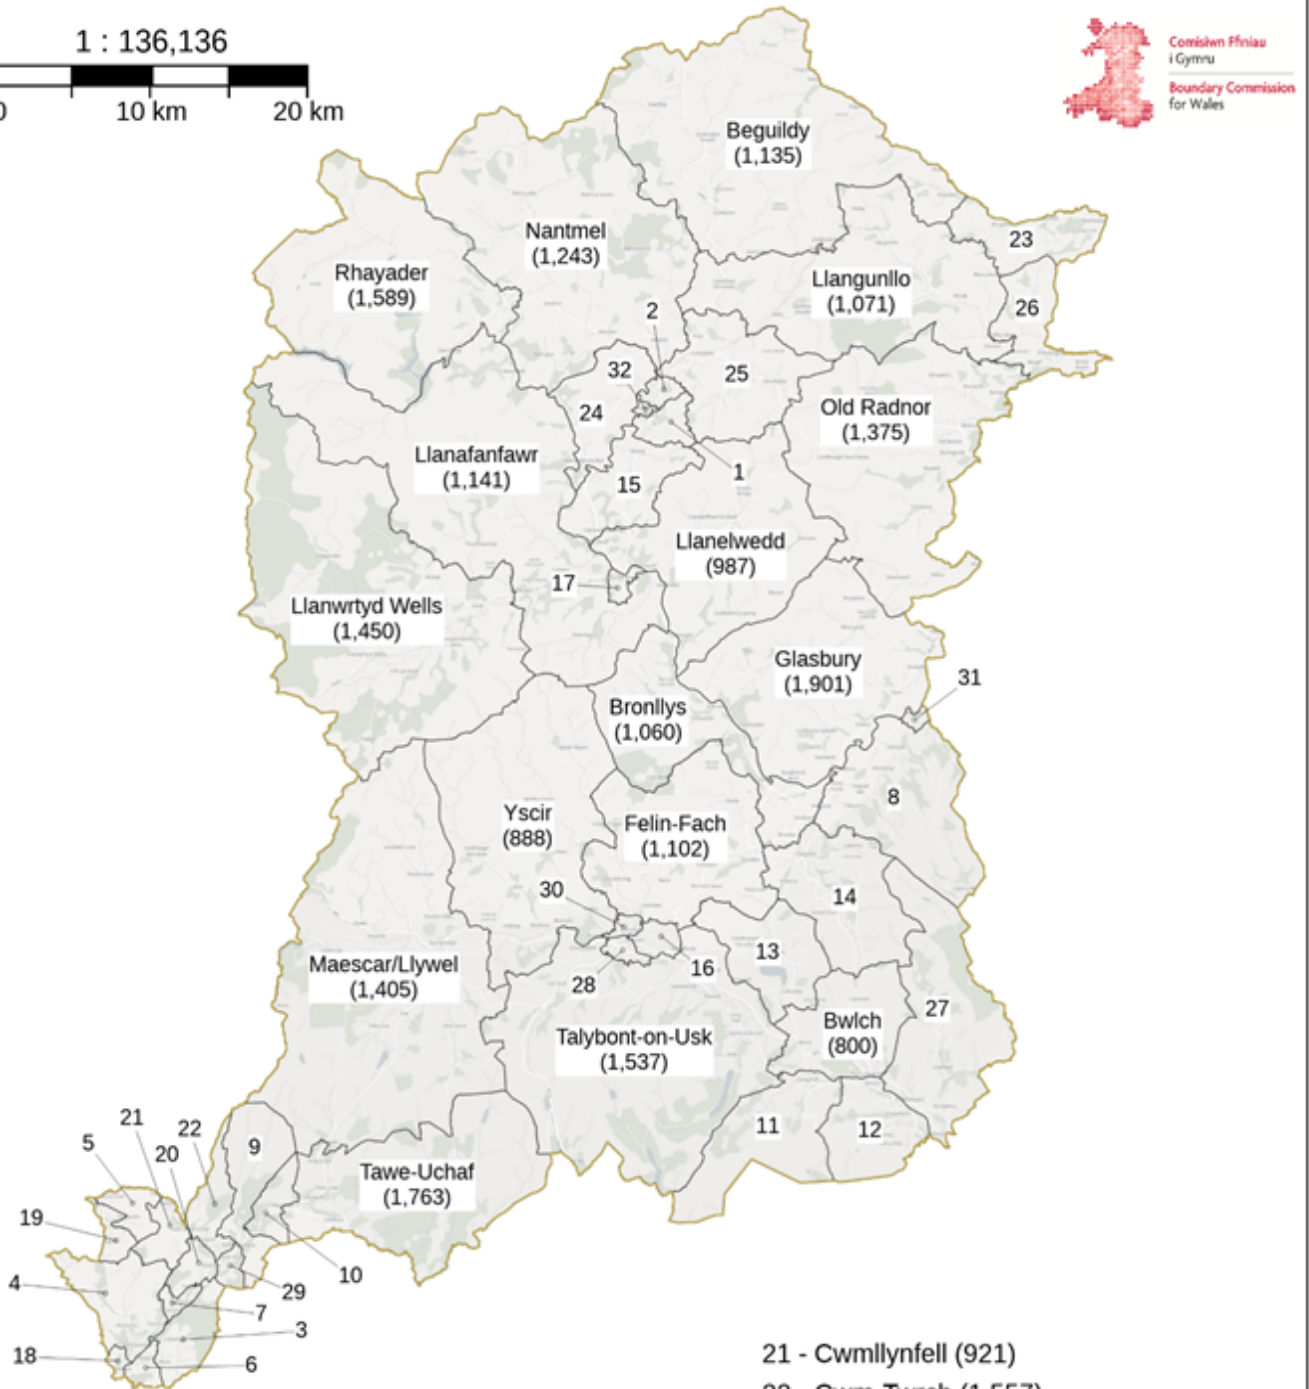 1 : 136,136
0 10 km 20 km
Comisiwn Ffiniau
i Gymru
Boundary Commission
for Wales
Beguildy
(1,135)
23
Nantmel
(1,243)
Rhayader
(1,589)
Llangunllo
(1,071)
26
2
32
25
24
Old Radnor
(1,375)
Llanafanfawr
(1,141)
1
15
Llanelwedd
(987)
17
Llanwrtyd Wells
(1,450)
Glasbury
(1,901)
31
Bronllys
(1,060)
8
Yscir
(888)
Felin-Fach
(1,102)
30
14
13
16
28
Maescar/Llywel
(1,405)
27
Bwlch
(800)
Talybont-on-Usk
(1,537)
21
22
5
20
9
11
12
Tawe-Uchaf
(1,763)
19
10
4
29
7
3
18
6
21 - Cwmllynfell (921)